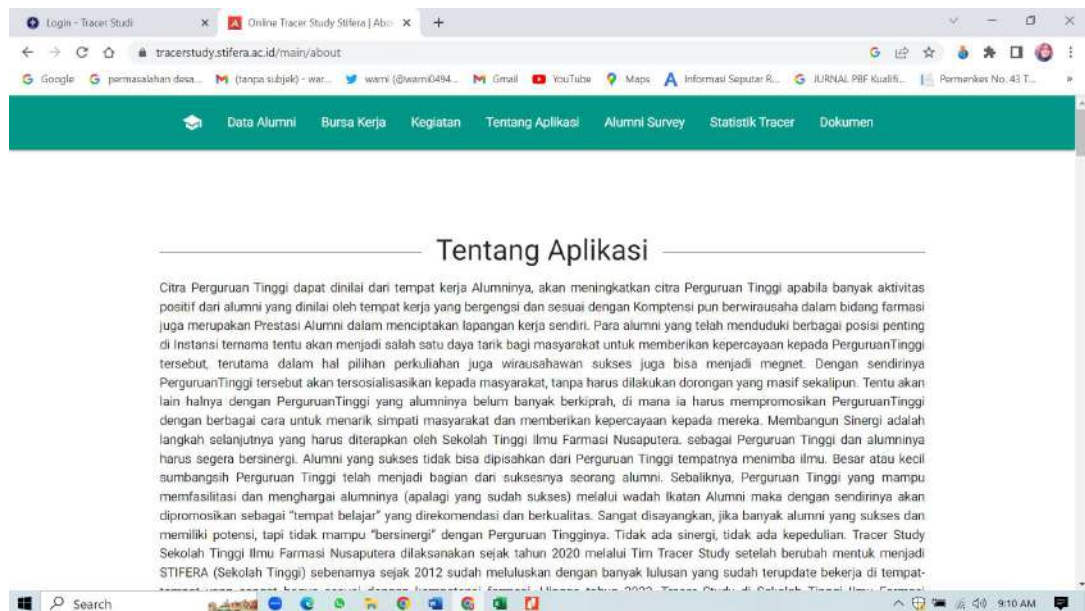 Login - Tracer Studi
Online Tracer Study Stifera | Abo
tracerstudy.stifera.ac.id/main/about
Google
permasalahan desa...
(tanpa subjek) - war...
warni (@warni0494...
Gmail
YouTube
Maps
Informasi Seputar R...
JURNAL PBF Kualifi...
Permenkes No. 43 T...
Data Alumni
Bursa Kerja
Kegiatan
Tentang Aplikasi
Alumni Survey
Statistik Tracer
Dokumen
Tentang Aplikasi
Citra Perguruan Tinggi dapat dinilai dari tempat kerja Alumninya, akan meningkatkan citra Perguruan Tinggi apabila banyak aktivitas
positif dari alumni yang dinilai oleh tempat kerja yang bergengsi dan sesuai dengan Komptensi pun berwirausaha dalam bidang farmasi
juga merupakan Prestasi Alumni dalam menciptakan lapangan kerja sendiri. Para alumni yang telah menduduki berbagai posisi penting
di Instansi ternama tentu akan menjadi salah satu daya tarik bagi masyarakat untuk memberikan kepercayaan kepada PerguruanTinggi
tersebut, terutama dalam hal pilihan perkuliahan juga wirausahawan sukses juga bisa menjadi megnet. Dengan sendirinya
PerguruanTinggi tersebut akan tersosialisasikan kepada masyarakat, tanpa harus dilakukan dorongan yang masif sekalipun. Tentu akan
lain halnya dengan PerguruanTinggi yang alumninya belum banyak berkiprah, di mana ia harus mempromosikan PerguruanTinggi
dengan berbagai cara untuk menarik simpati masyarakat dan memberikan kepercayaan kepada mereka. Membangun Sinergi adalah
langkah selanjutnya yang harus diterapkan oleh Sekolah Tinggi Ilmu Farmasi Nusaputera. sebagai Perguruan Tinggi dan alumninya
harus segera bersinergi. Alumni yang sukses tidak bisa dipisahkan dari Perguruan Tinggi tempatnya menimba ilmu. Besar atau kecil
sumbangsih Perguruan Tinggi telah menjadi bagian dari suksesnya seorang alumni. Sebaliknya, Perguruan Tinggi yang mampu
memfasilitasi dan menghargai alumninya (apalagi yang sudah sukses) melalui wadah Ikatan Alumni maka dengan sendirinya akan
dipromosikan sebagai "tempat belajar" yang direkomendasi dan berkualitas. Sangat disayangkan, jika banyak alumni yang sukses dan
memiliki potensi, tapi tidak mampu "bersinergi" dengan Perguruan Tingginya. Tidak ada sinergi, tidak ada kepedulian. Tracer Study
Sekolah Tinggi Ilmu Farmasi Nusaputera dilaksanakan sejak tahun 2020 melalui Tim Tracer Study setelah berubah mentuk menjadi
STIFERA (Sekolah Tinggi) sebenarnya sejak 2012 sudah meluluskan dengan banyak lulusan yang sudah terupdate bekerja di tempat-
Search
9:10 AM